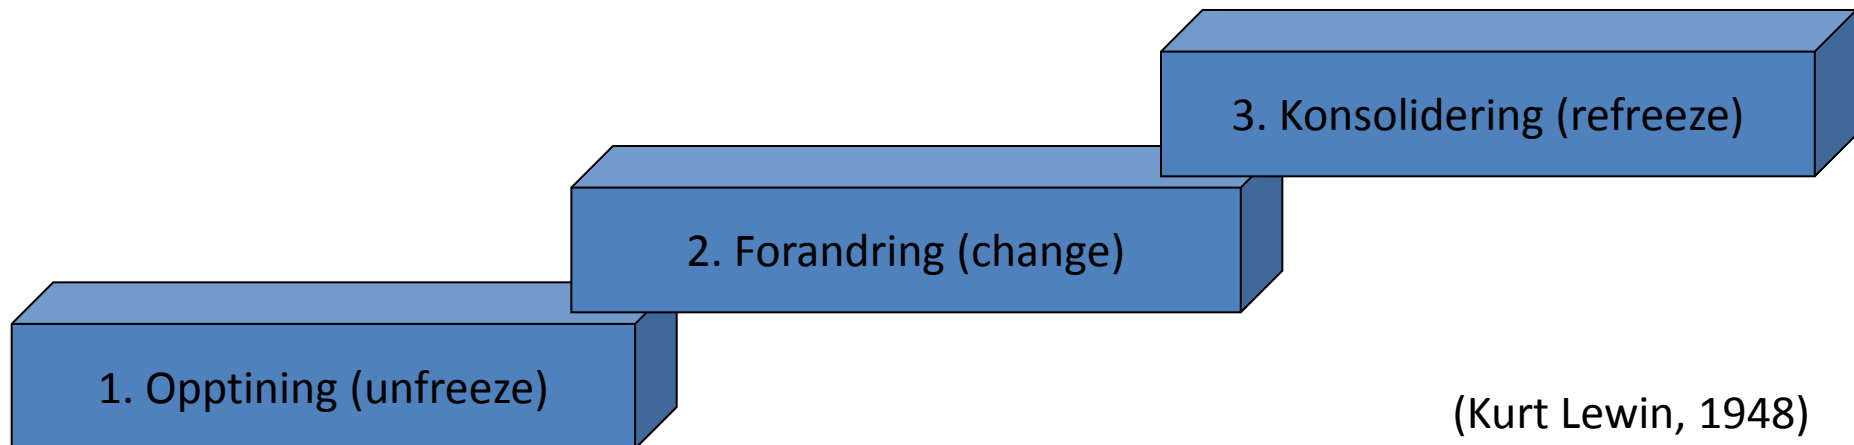 3. Konsolidering (refreeze)
2. Forandring (change)
1. Opptining (unfreeze)
(Kurt Lewin, 1948)